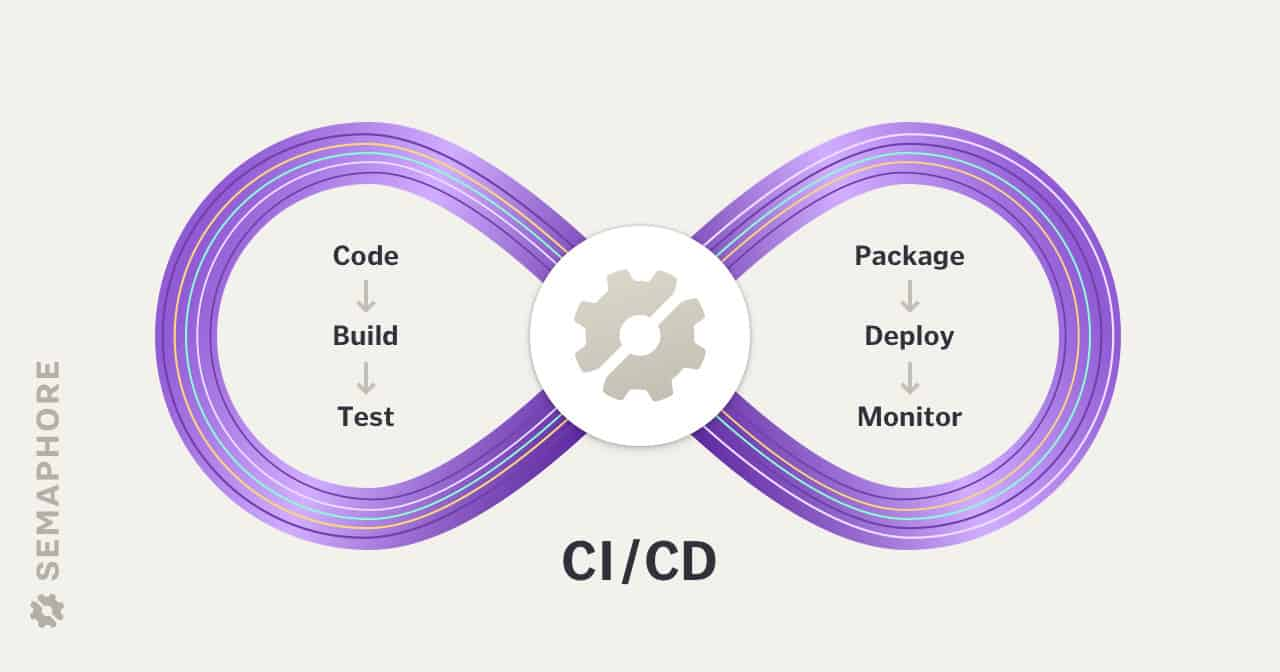 Code
Build
Test
Package
Deploy
Monitor
CI/CD
SEMAPHORE